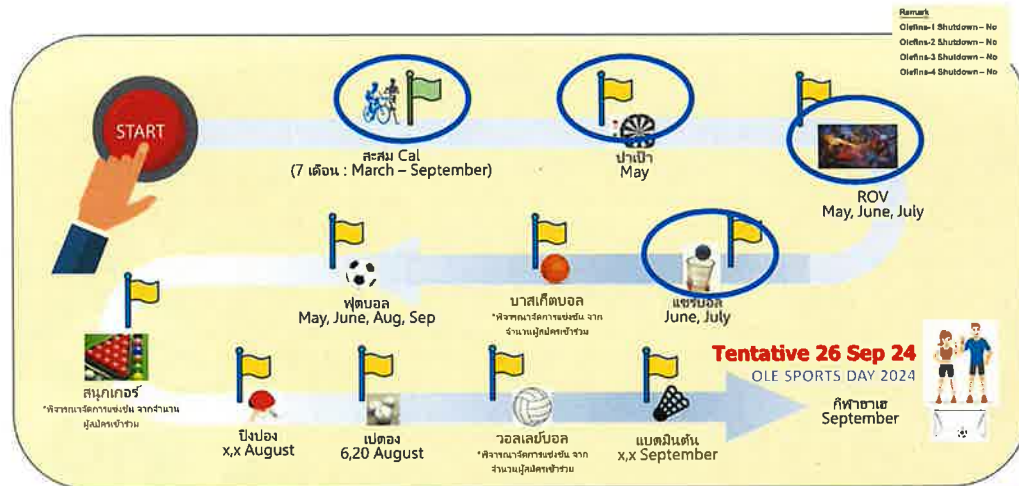 Remark
Olefins-1 Shutdown – No
Olefins-2 Shutdown – No
Olefins-3 Shutdown – No
Olefins-4 Shutdown – No
START
สะสม Cal
(7 เดือน : March – September)
ปาเป้า
May
ROV
May, June, July
ฟุตบอล
May, June, Aug, Sep
บาสเก็ตบอล
*พิจารณาจัดการแข่งขัน จาก
จำนวนผู้สมัครเข้าร่วม
แชร์บอล
June, July
สนุกเกอร์
*พิจารณาจัดการแข่งขัน จากจำนวน
ผู้สมัครเข้าร่วม
ปิงปอง
x,x August
เปตอง
6,20 August
วอลเลย์บอล
*พิจารณาจัดการแข่งขัน จาก
จำนวนผู้สมัครเข้าร่วม
แบตมินตัน
x,x September
Tentative 26 Sep 24
OLE SPORTS DAY 2024
กีฬาฮาเฮ
September